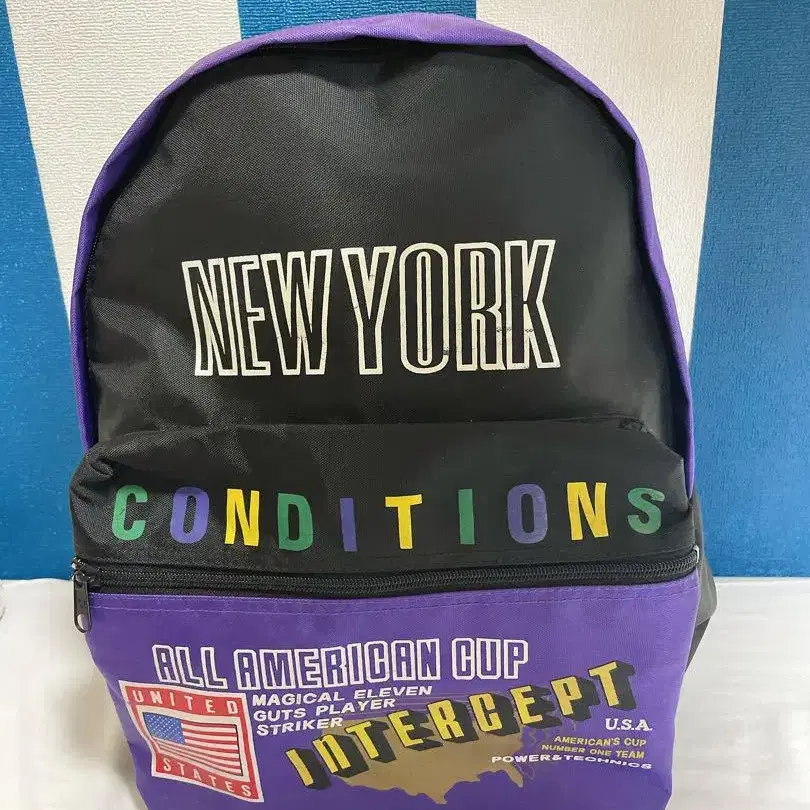 NEW YORK
CONDITIONS
ALL AMERICAN CUP
UNITED
STATES
MAGICAL ELEVEN
GUTS PLAYER
STRIKER
INTERCEPT
U.S.A.
AMERICAN'S CUP
NUMBER ONE TEAM
POWER&TECHNICS